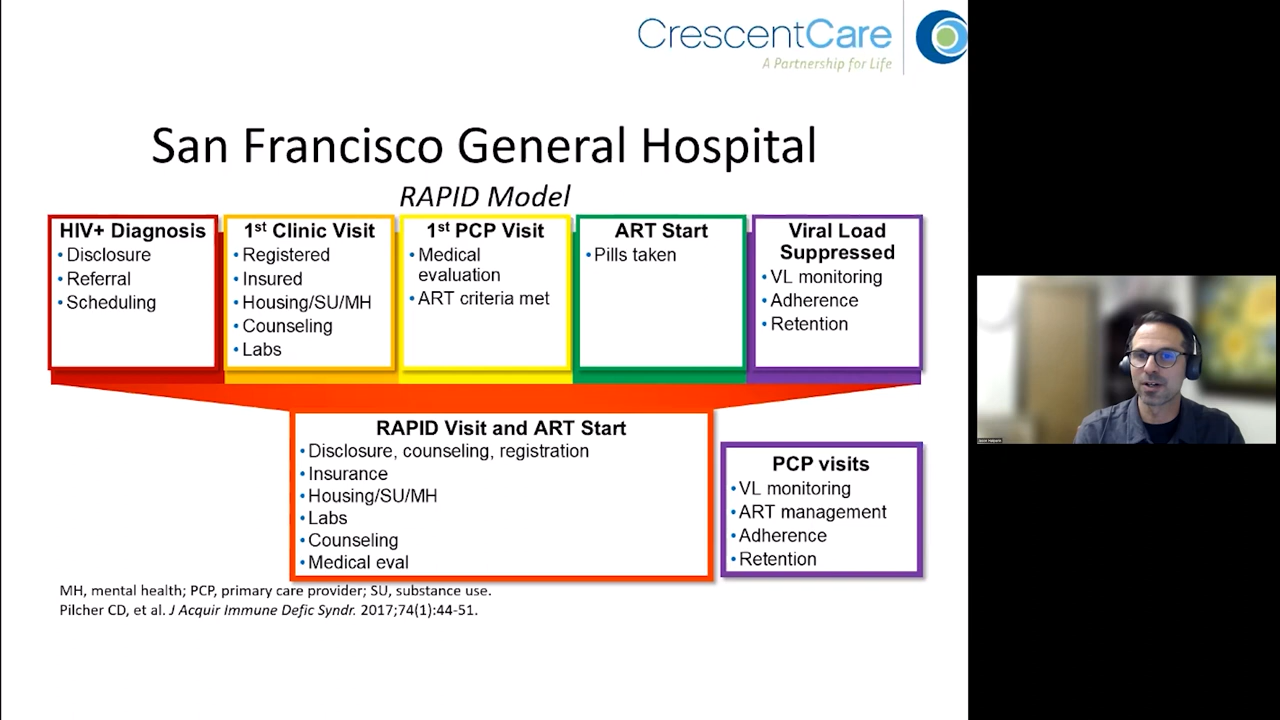 CrescentCare
A Partnership for Life
San Francisco General Hospital
RAPID Model
HIV+ Diagnosis
• Disclosure
• Referral
• Scheduling
1st Clinic Visit
• Registered
• Insured
• Housing/SU/MH
• Counseling
• Labs
1st PCP Visit
• Medical
evaluation
• ART criteria met
ART Start
• Pills taken
Viral Load
Suppressed
• VL monitoring
• Adherence
• Retention
RAPID Visit and ART Start
• Disclosure, counseling, registration
• Insurance
• Housing/SU/MH
• Labs
• Counseling
• Medical eval
PCP visits
• VL monitoring
• ART management
• Adherence
• Retention
MH, mental health; PCP, primary care provider; SU, substance use.
Pilcher CD, et al. J Acquir Immune Defic Syndr. 2017;74(1):44-51.